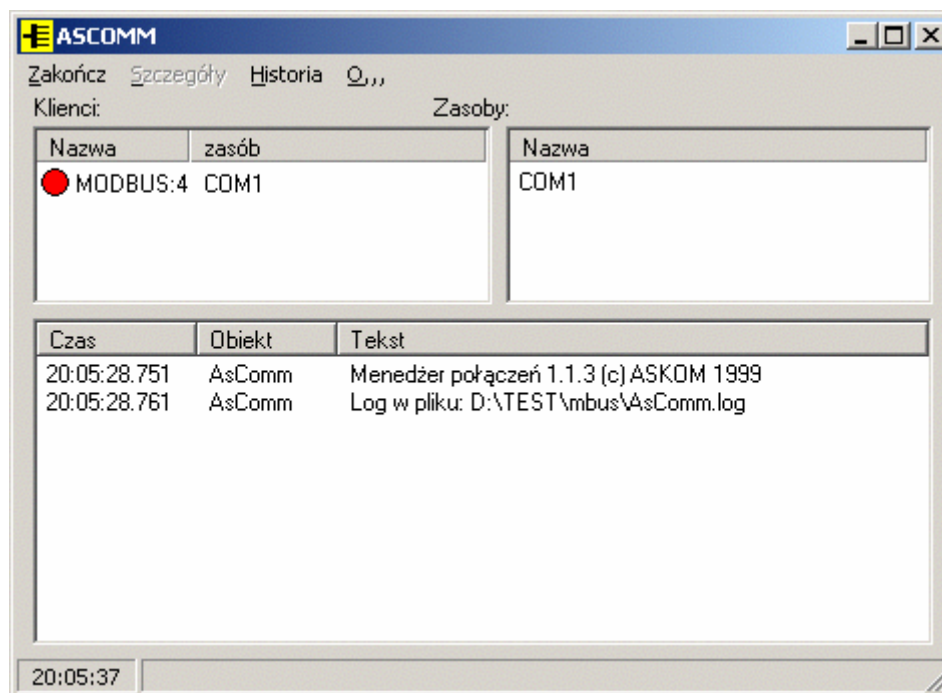 ASCOMM
Zakończ Szczegóły Historia O,,,
Klienci: Zasoby:
Nazwa zasób Nazwa
MODBUS:4 COM1 COM1
Czas Obiekt Tekst
20:05:28.751 AsComm Menedżer połączeń 1.1.3 (c) ASKOM 1999
20:05:28.761 AsComm Log w pliku: D:\TEST\mbus\AsComm.log
20:05:37